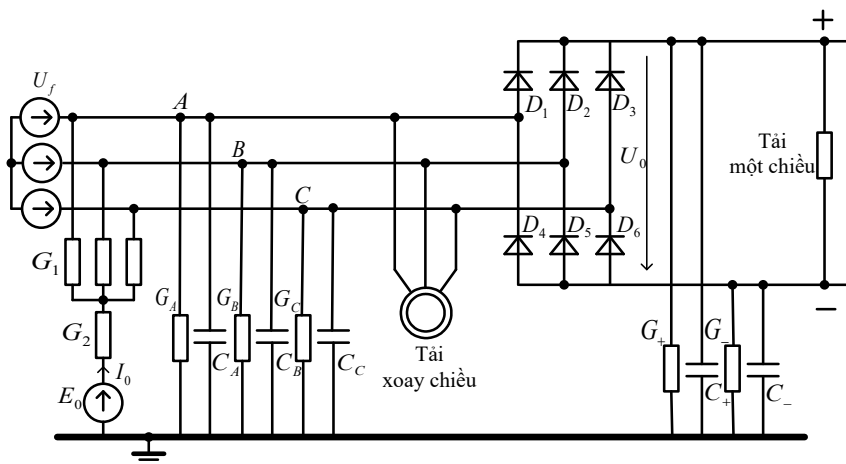 +
U_f
A
D_1
D_2
D_3
B
U_0
Tải
một chiều
C
D_4
D_5
D_6
G_1
−
G_A
G_B
G_C
G_2
G_+
G_−
C_A
C_B
C_C
Tải
xoay chiều
I_0
E_0
C_+
C_−